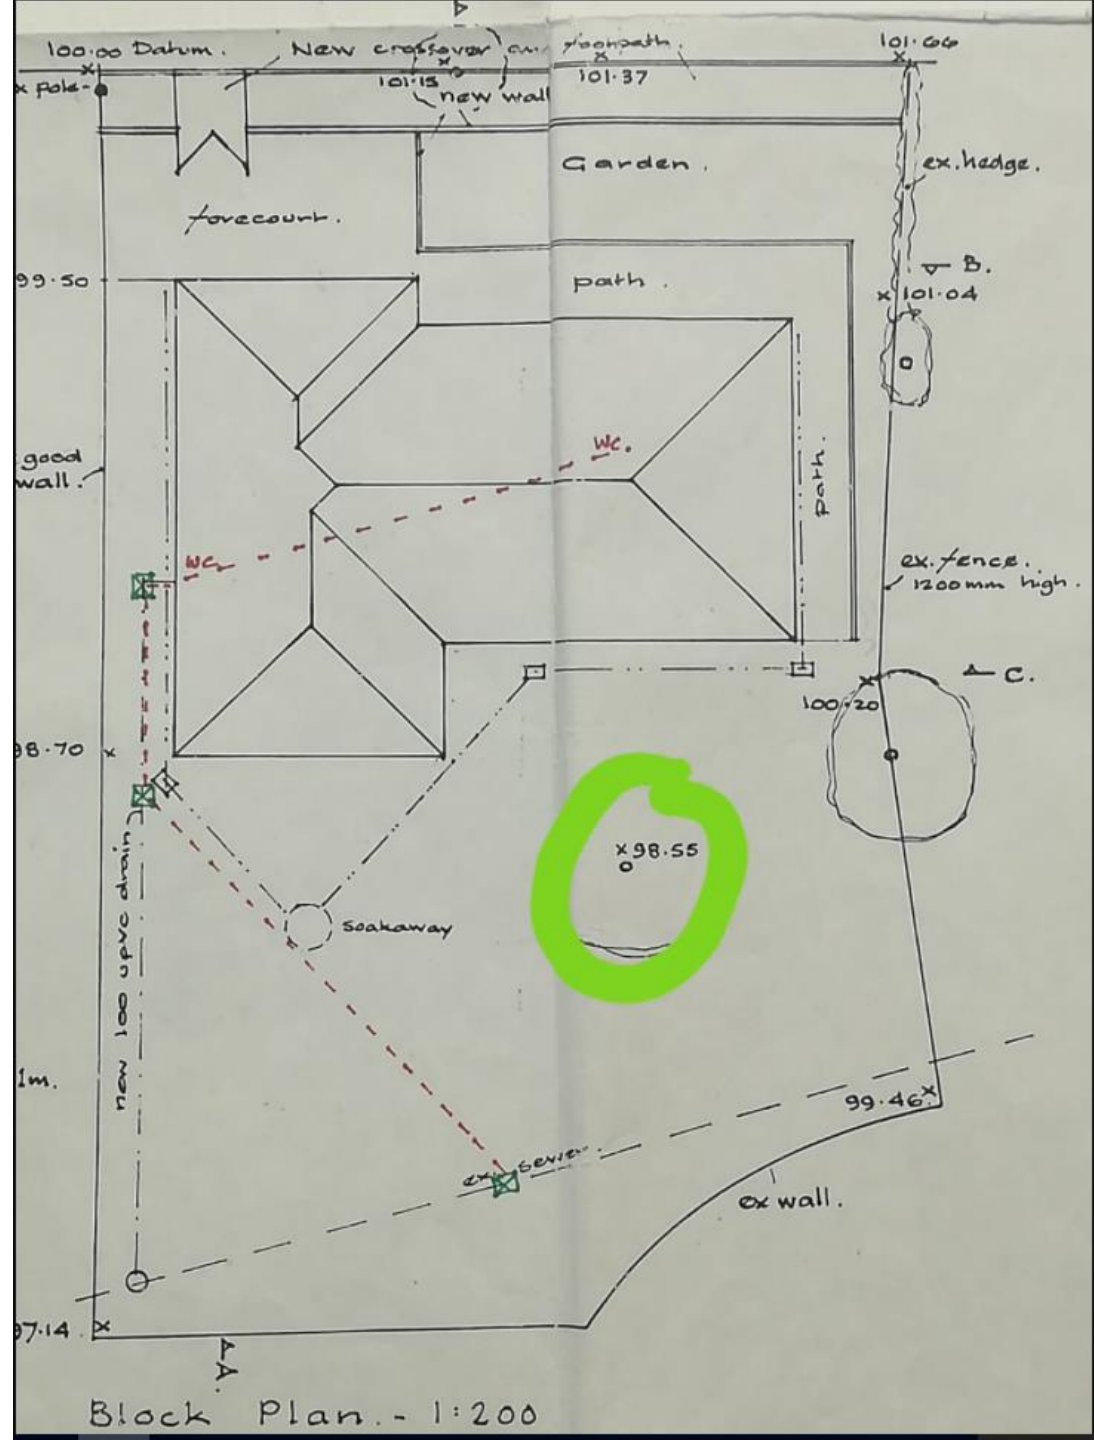 100.00 Datum.
New crossover
footpath.
101.66
x pole
101.15
new wall
101.37
Garden.
ex.hedge.
forecourt.
B.
99.50
path.
101.04
good
wall.
WC.
path.
WC
ex.fence.
1200mm high.
C.
100.20
98.70
98.55
new 100 upvc drain
soakaway
1m.
99.46
ex. sewer
ex wall.
97.14
A.
Block Plan. - 1:200